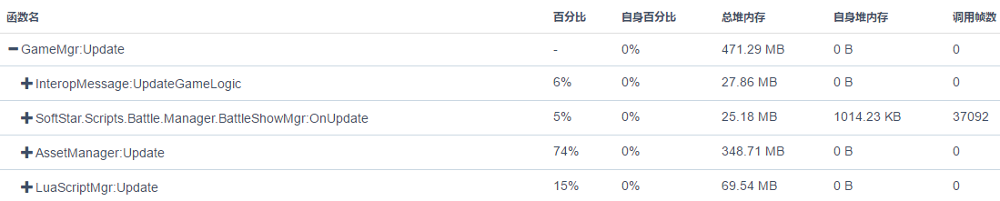 函数名 百分比 自身百分比 总堆内存 自身堆内存 调用帧数
GameMgr:Update - 0% 471.29 MB 0 B 0
InteropMessage:UpdateGameLogic 6% 0% 27.86 MB 0 B 0
SoftStar.Scripts.Battle.Manager.BattleShowMgr:OnUpdate 5% 0% 25.18 MB 1014.23 KB 37092
AssetManager:Update 74% 0% 348.71 MB 0 B 0
LuaScriptMgr:Update 15% 0% 69.54 MB 0 B 0